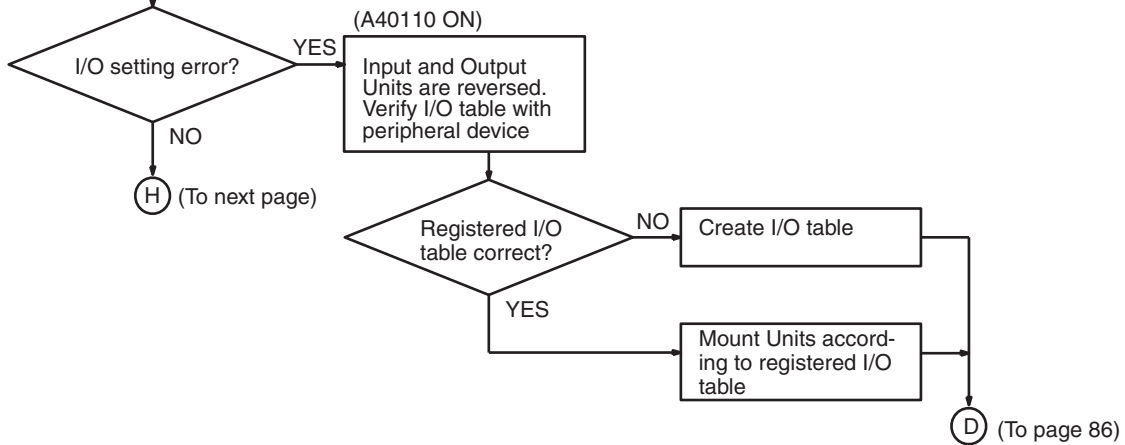 (A40110 ON)
I/O setting error?
YES
Input and Output
Units are reversed.
Verify I/O table with
peripheral device
NO
H (To next page)
Registered I/O
table correct?
NO
Create I/O table
YES
Mount Units accord-
ing to registered I/O
table
D (To page 86)